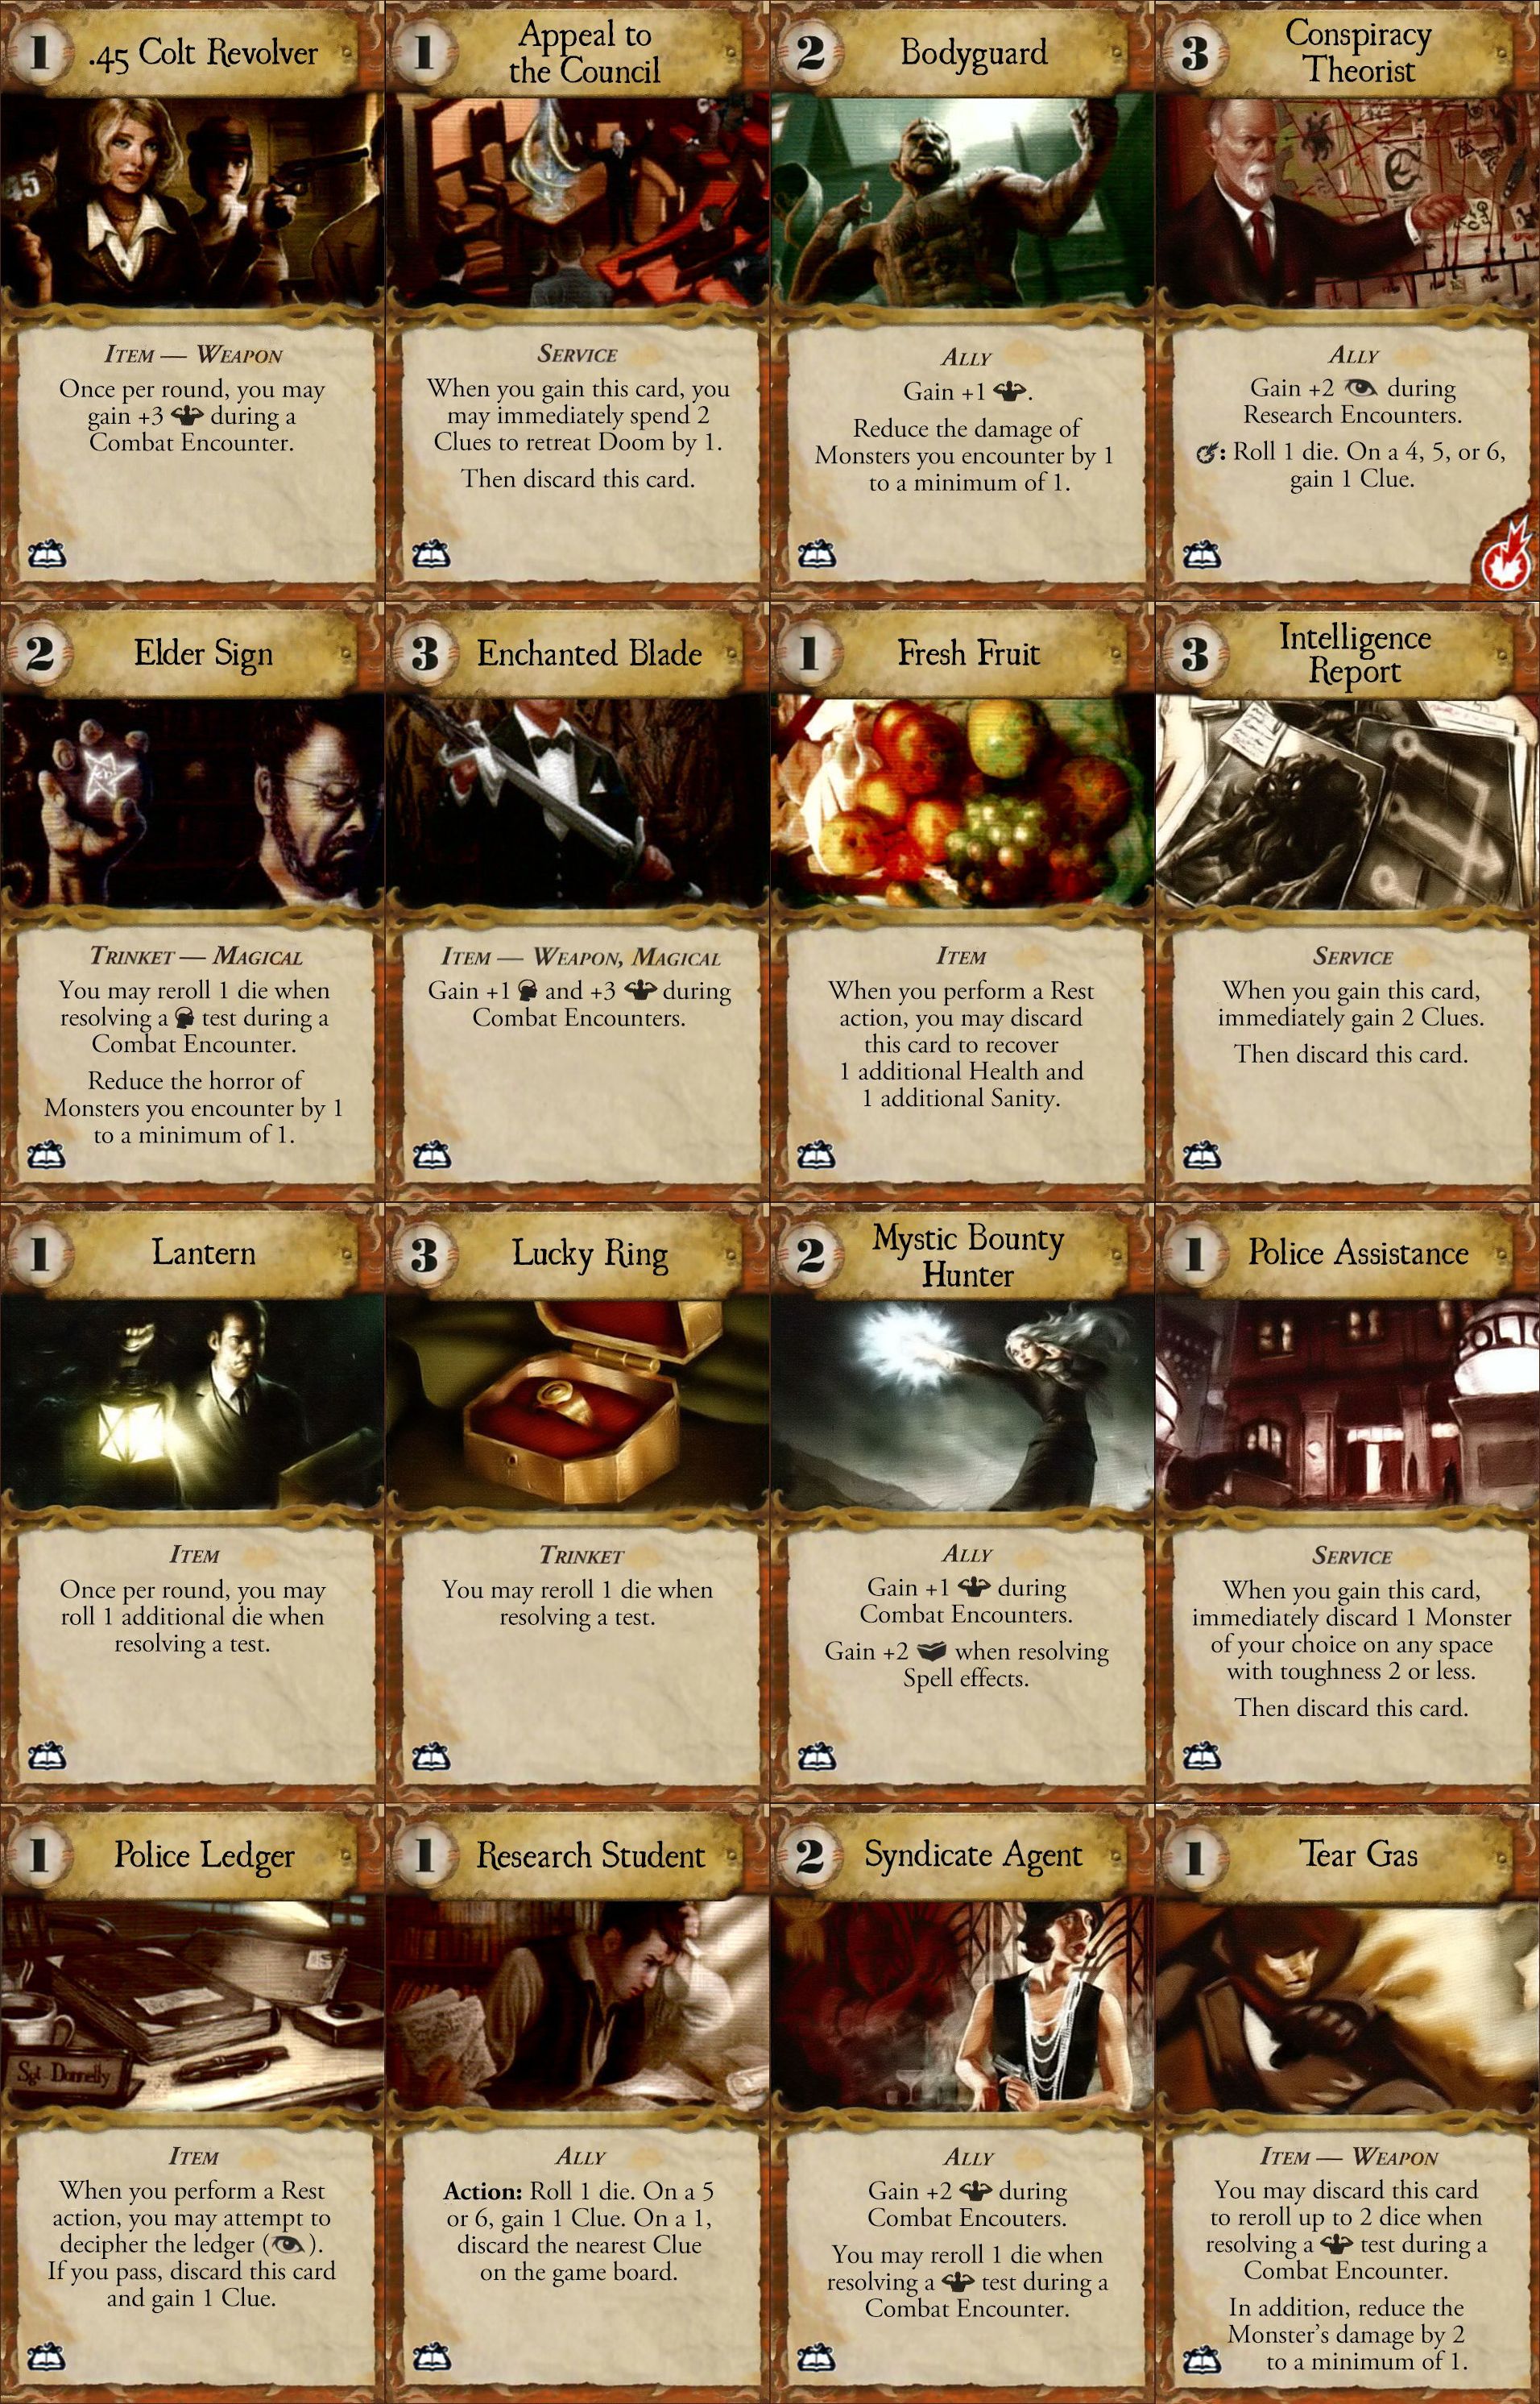 1 .45 Colt Revolver
45
ITEM — WEAPON
Once per round, you may
gain +3 during a
Combat Encounter.
1 Appeal to
the Council
SERVICE
When you gain this card, you
may immediately spend 2
Clues to retreat Doom by 1.
Then discard this card.
2 Bodyguard
ALLY
Gain +1 .
Reduce the damage of
Monsters you encounter by 1
to a minimum of 1.
3 Conspiracy
Theorist
ALLY
Gain +2 during
Research Encounters.
: Roll 1 die. On a 4, 5, or 6,
gain 1 Clue.
2 Elder Sign
TRINKET — MAGICAL
You may reroll 1 die when
resolving a test during a
Combat Encounter.
Reduce the horror of
Monsters you encounter by 1
to a minimum of 1.
3 Enchanted Blade
ITEM — WEAPON, MAGICAL
Gain +1 and +3 during
Combat Encounters.
1 Fresh Fruit
ITEM
When you perform a Rest
action, you may discard
this card to recover
1 additional Health and
1 additional Sanity.
3 Intelligence
Report
SERVICE
When you gain this card,
immediately gain 2 Clues.
Then discard this card.
1 Lantern
ITEM
Once per round, you may
roll 1 additional die when
resolving a test.
3 Lucky Ring
TRINKET
You may reroll 1 die when
resolving a test.
2 Mystic Bounty
Hunter
ALLY
Gain +1 during
Combat Encounters.
Gain +2 when resolving
Spell effects.
1 Police Assistance
SERVICE
When you gain this card,
immediately discard 1 Monster
of your choice on any space
with toughness 2 or less.
Then discard this card.
1 Police Ledger
Sgt. Donnelly
ITEM
When you perform a Rest
action, you may attempt to
decipher the ledger ( ).
If you pass, discard this card
and gain 1 Clue.
1 Research Student
ALLY
Action: Roll 1 die. On a 5
or 6, gain 1 Clue. On a 1,
discard the nearest Clue
on the game board.
2 Syndicate Agent
ALLY
Gain +2 during
Combat Encouters.
You may reroll 1 die when
resolving a test during a
Combat Encounter.
1 Tear Gas
ITEM — WEAPON
You may discard this card
to reroll up to 2 dice when
resolving a test during a
Combat Encounter.
In addition, reduce the
Monster's damage by 2
to a minimum of 1.